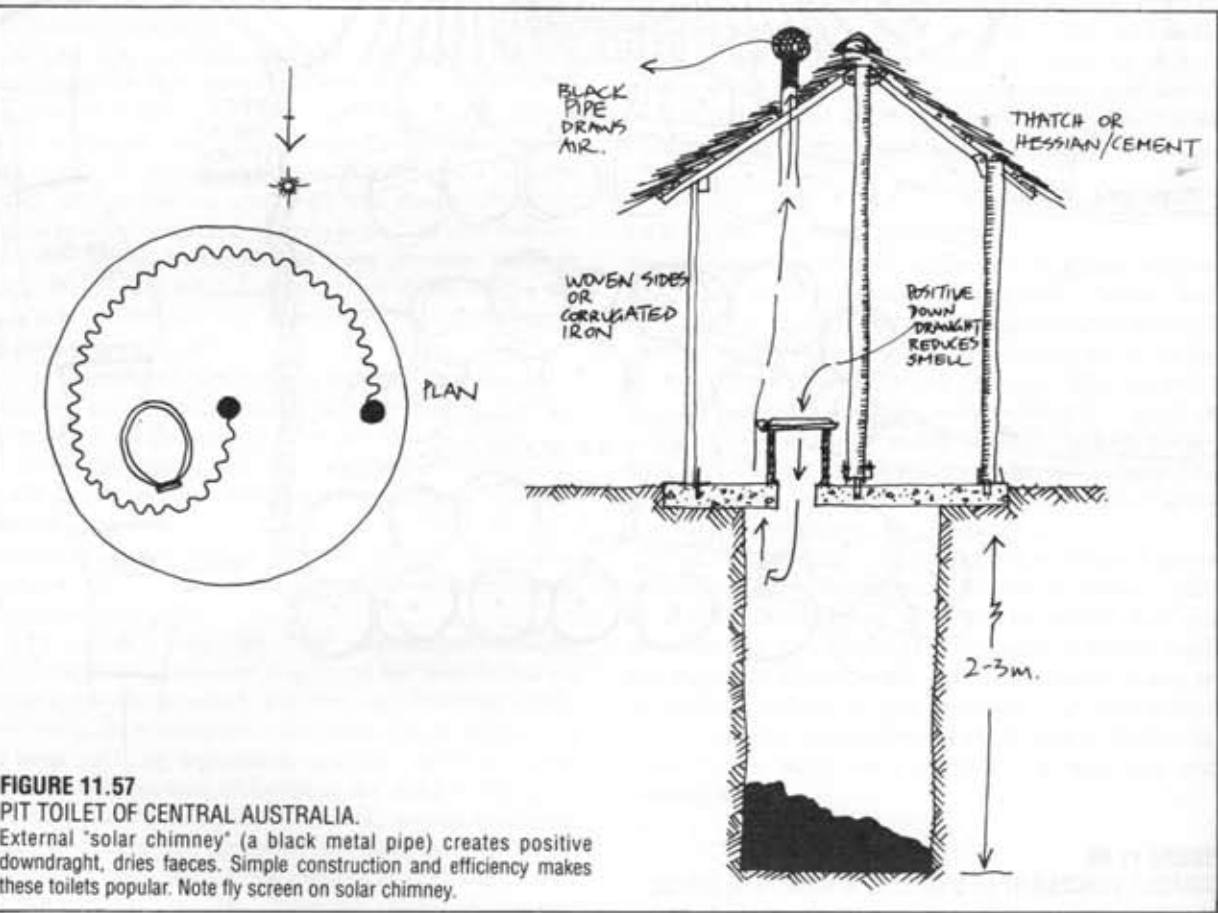 BLACK
PIPE
DRAWS
AIR.
THATCH OR
HESSIAN/CEMENT
WOVEN SIDES
OR
CORRUGATED
IRON
POSITIVE
DOWN
DRAUGHT
REDUCES
SMELL
PLAN
2-3m.
FIGURE 11.57
PIT TOILET OF CENTRAL AUSTRALIA.
External "solar chimney" (a black metal pipe) creates positive
downdraght, dries faeces. Simple construction and efficiency makes
these toilets popular. Note fly screen on solar chimney.